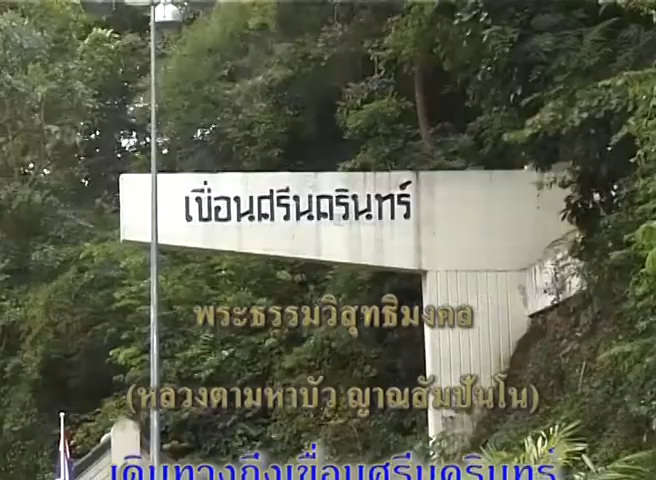 เขื่อนศรีนครินทร์
พระธรรมวิสุทธิมงคล
(หลวงตามหาบัว ญาณสัมปันโน)
เดินทางถึงเขื่อนศรีนครินทร์